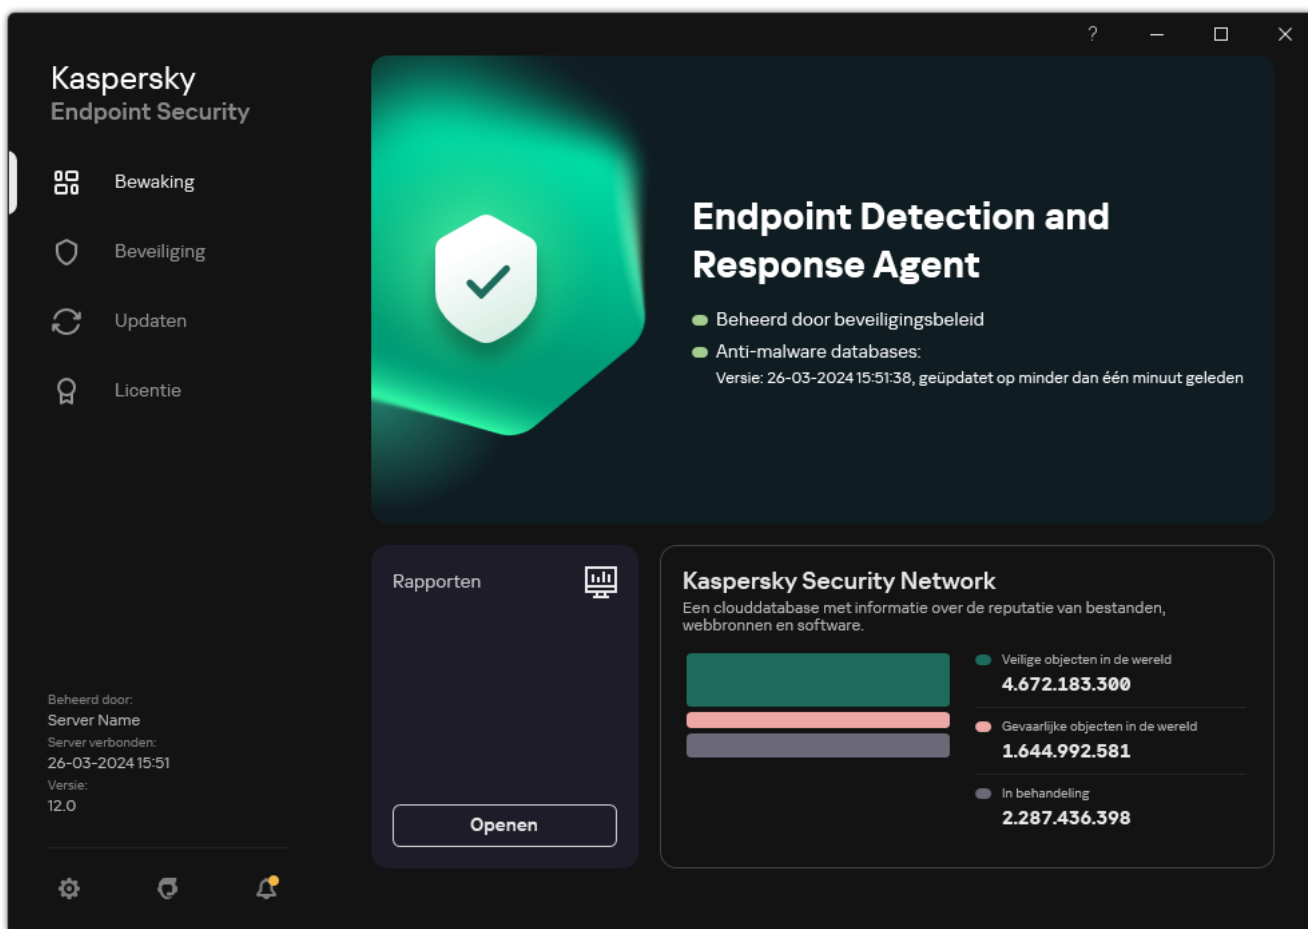 ?
Kaspersky
Endpoint Security
Bewaking
Beveiliging
Updaten
Licentie
Beheerd door:
Server Name
Server verbonden:
26-03-2024 15:51
Versie:
12.0
Endpoint Detection and
Response Agent
Beheerd door beveiligingsbeleid
Anti-malware databases:
Versie: 26-03-2024 15:51:38, geüpdatet op minder dan één minuut geleden
Rapporten
Openen
Kaspersky Security Network
Een clouddatabase met informatie over de reputatie van bestanden,
webbronnen en software.
Veilige objecten in de wereld
4.672.183.300
Gevaarlijke objecten in de wereld
1.644.992.581
In behandeling
2.287.436.398